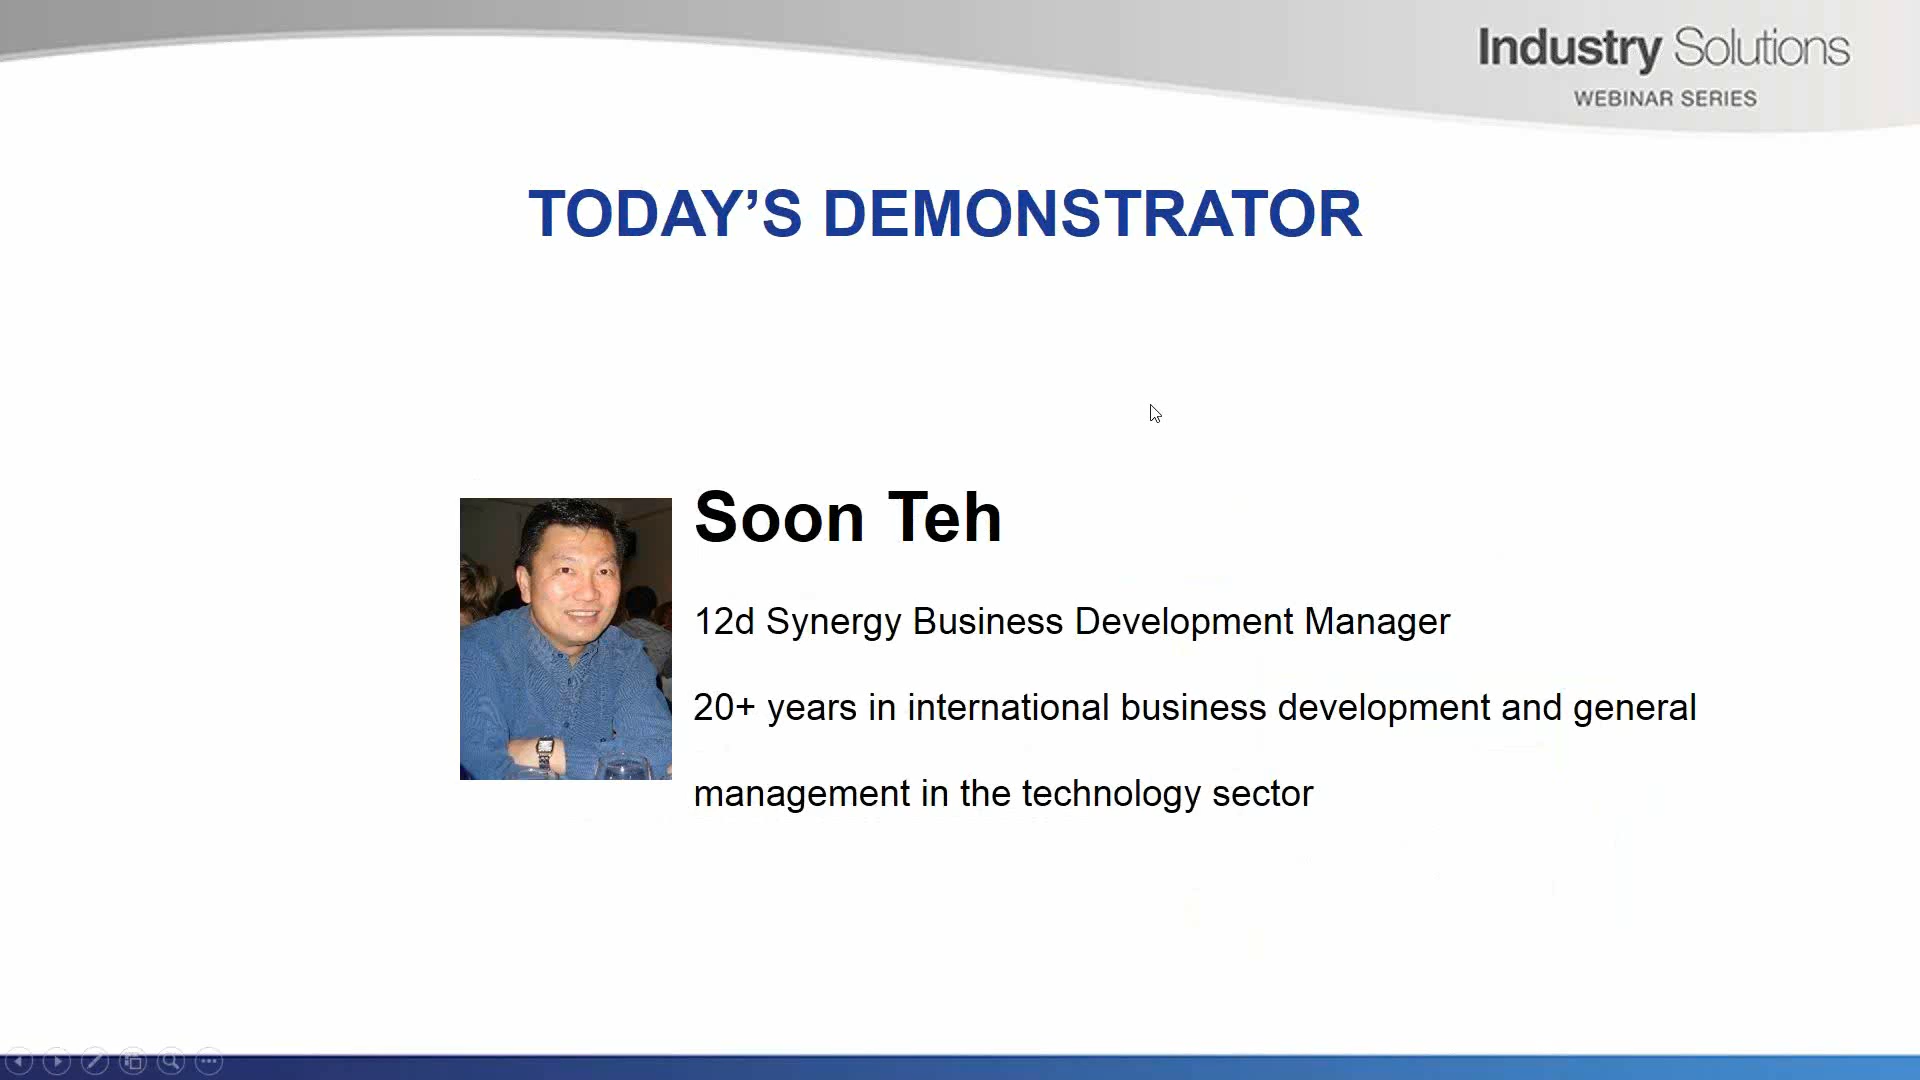 Industry Solutions
WEBINAR SERIES
TODAY’S DEMONSTRATOR
Soon Teh
12d Synergy Business Development Manager
20+ years in international business development and general
management in the technology sector